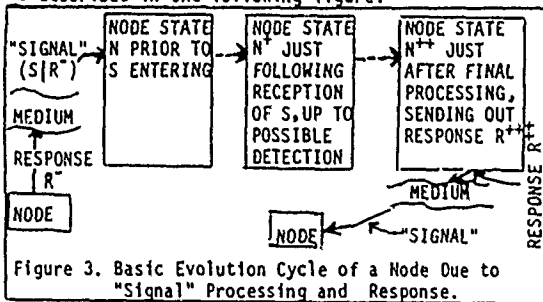 "SIGNAL"
(S|R⁻)
MEDIUM
RESPONSE
R⁻
NODE
NODE STATE
N PRIOR TO
S ENTERING
NODE STATE
N⁺ JUST
FOLLOWING
RECEPTION
OF S,UP TO
POSSIBLE
DETECTION
NODE STATE
N⁺⁺ JUST
AFTER FINAL
PROCESSING,
SENDING OUT
RESPONSE R⁺⁺
MEDIUM
NODE
"SIGNAL"
RESPONSE R⁺⁺
Figure 3. Basic Evolution Cycle of a Node Due to
"Signal" Processing and Response.